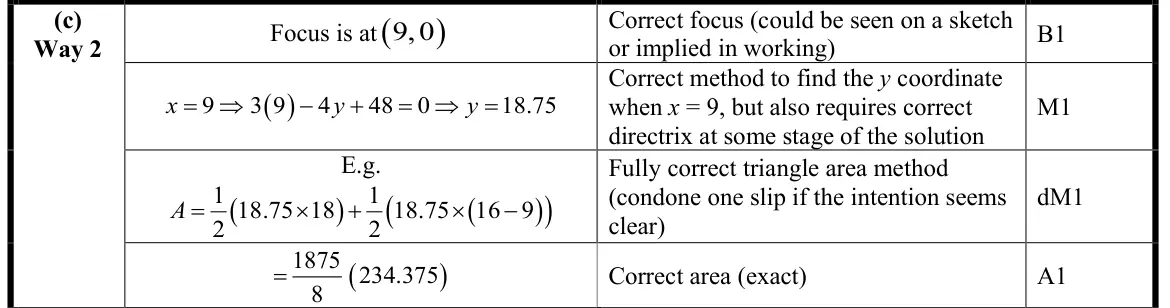 (c)
Way 2
Focus is at (9,0)
Correct focus (could be seen on a sketch
or implied in working)
B1
x = 9 ⇒ 3(9) − 4y + 48 = 0 ⇒ y = 18.75
Correct method to find the y coordinate
when x = 9, but also requires correct
directrix at some stage of the solution
M1
E.g.
A = 1/2 (18.75×18) + 1/2 (18.75×(16−9))
Fully correct triangle area method
(condone one slip if the intention seems
clear)
dM1
= 1875/8 (234.375)
Correct area (exact)
A1